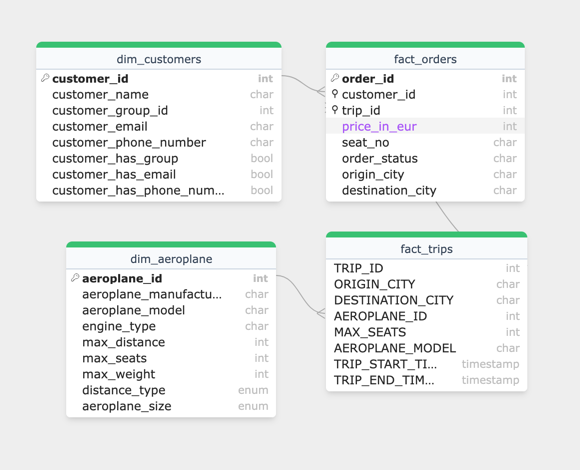 dim_customers
customer_id int
customer_name char
customer_group_id int
customer_email char
customer_phone_number char
customer_has_group bool
customer_has_email bool
customer_has_phone_num... bool
fact_orders
order_id int
customer_id int
trip_id int
price_in_eur int
seat_no char
order_status char
origin_city char
destination_city char
dim_aeroplane
aeroplane_id int
aeroplane_manufactu... char
aeroplane_model char
engine_type char
max_distance int
max_seats int
max_weight int
distance_type enum
aeroplane_size enum
fact_trips
TRIP_ID int
ORIGIN_CITY char
DESTINATION_CITY char
AEROPLANE_ID int
MAX_SEATS int
AEROPLANE_MODEL char
TRIP_START_TI... timestamp
TRIP_END_TIM... timestamp